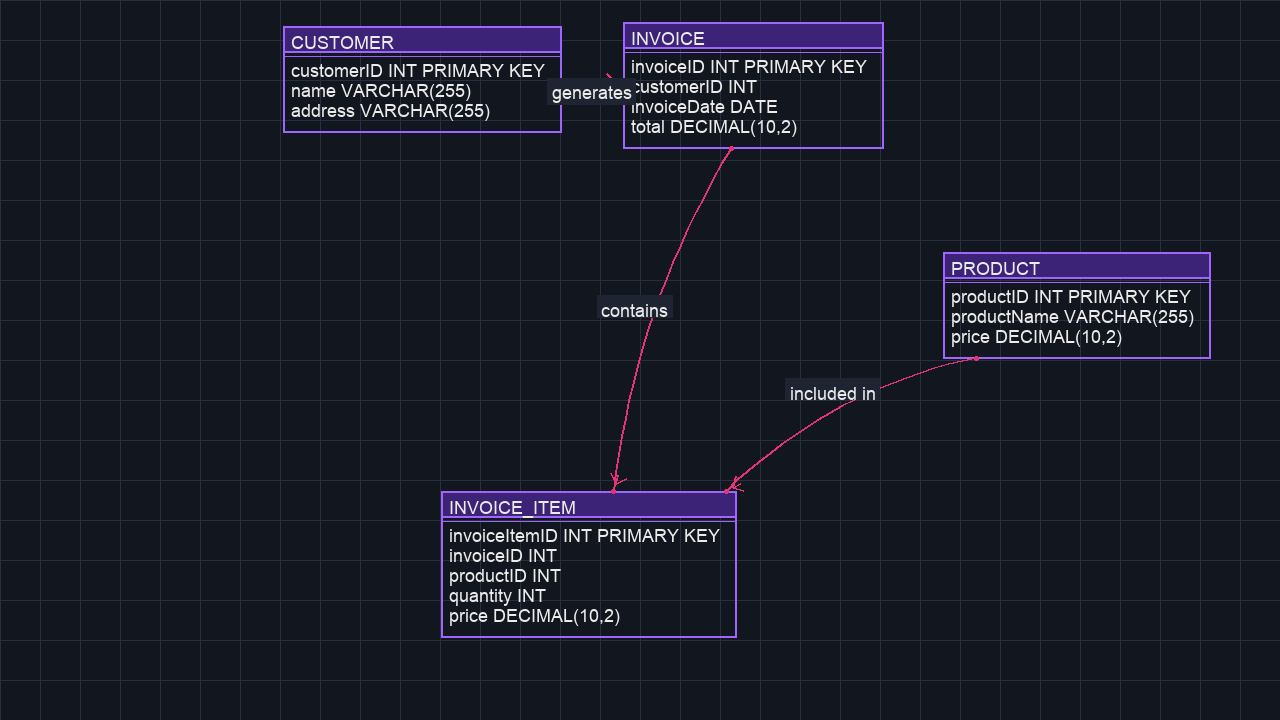 CUSTOMER
customerID INT PRIMARY KEY
name VARCHAR(255)
address VARCHAR(255)
generates
INVOICE
invoiceID INT PRIMARY KEY
customerID INT
invoiceDate DATE
total DECIMAL(10,2)
contains
PRODUCT
productID INT PRIMARY KEY
productName VARCHAR(255)
price DECIMAL(10,2)
included in
INVOICE_ITEM
invoiceItemID INT PRIMARY KEY
invoiceID INT
productID INT
quantity INT
price DECIMAL(10,2)